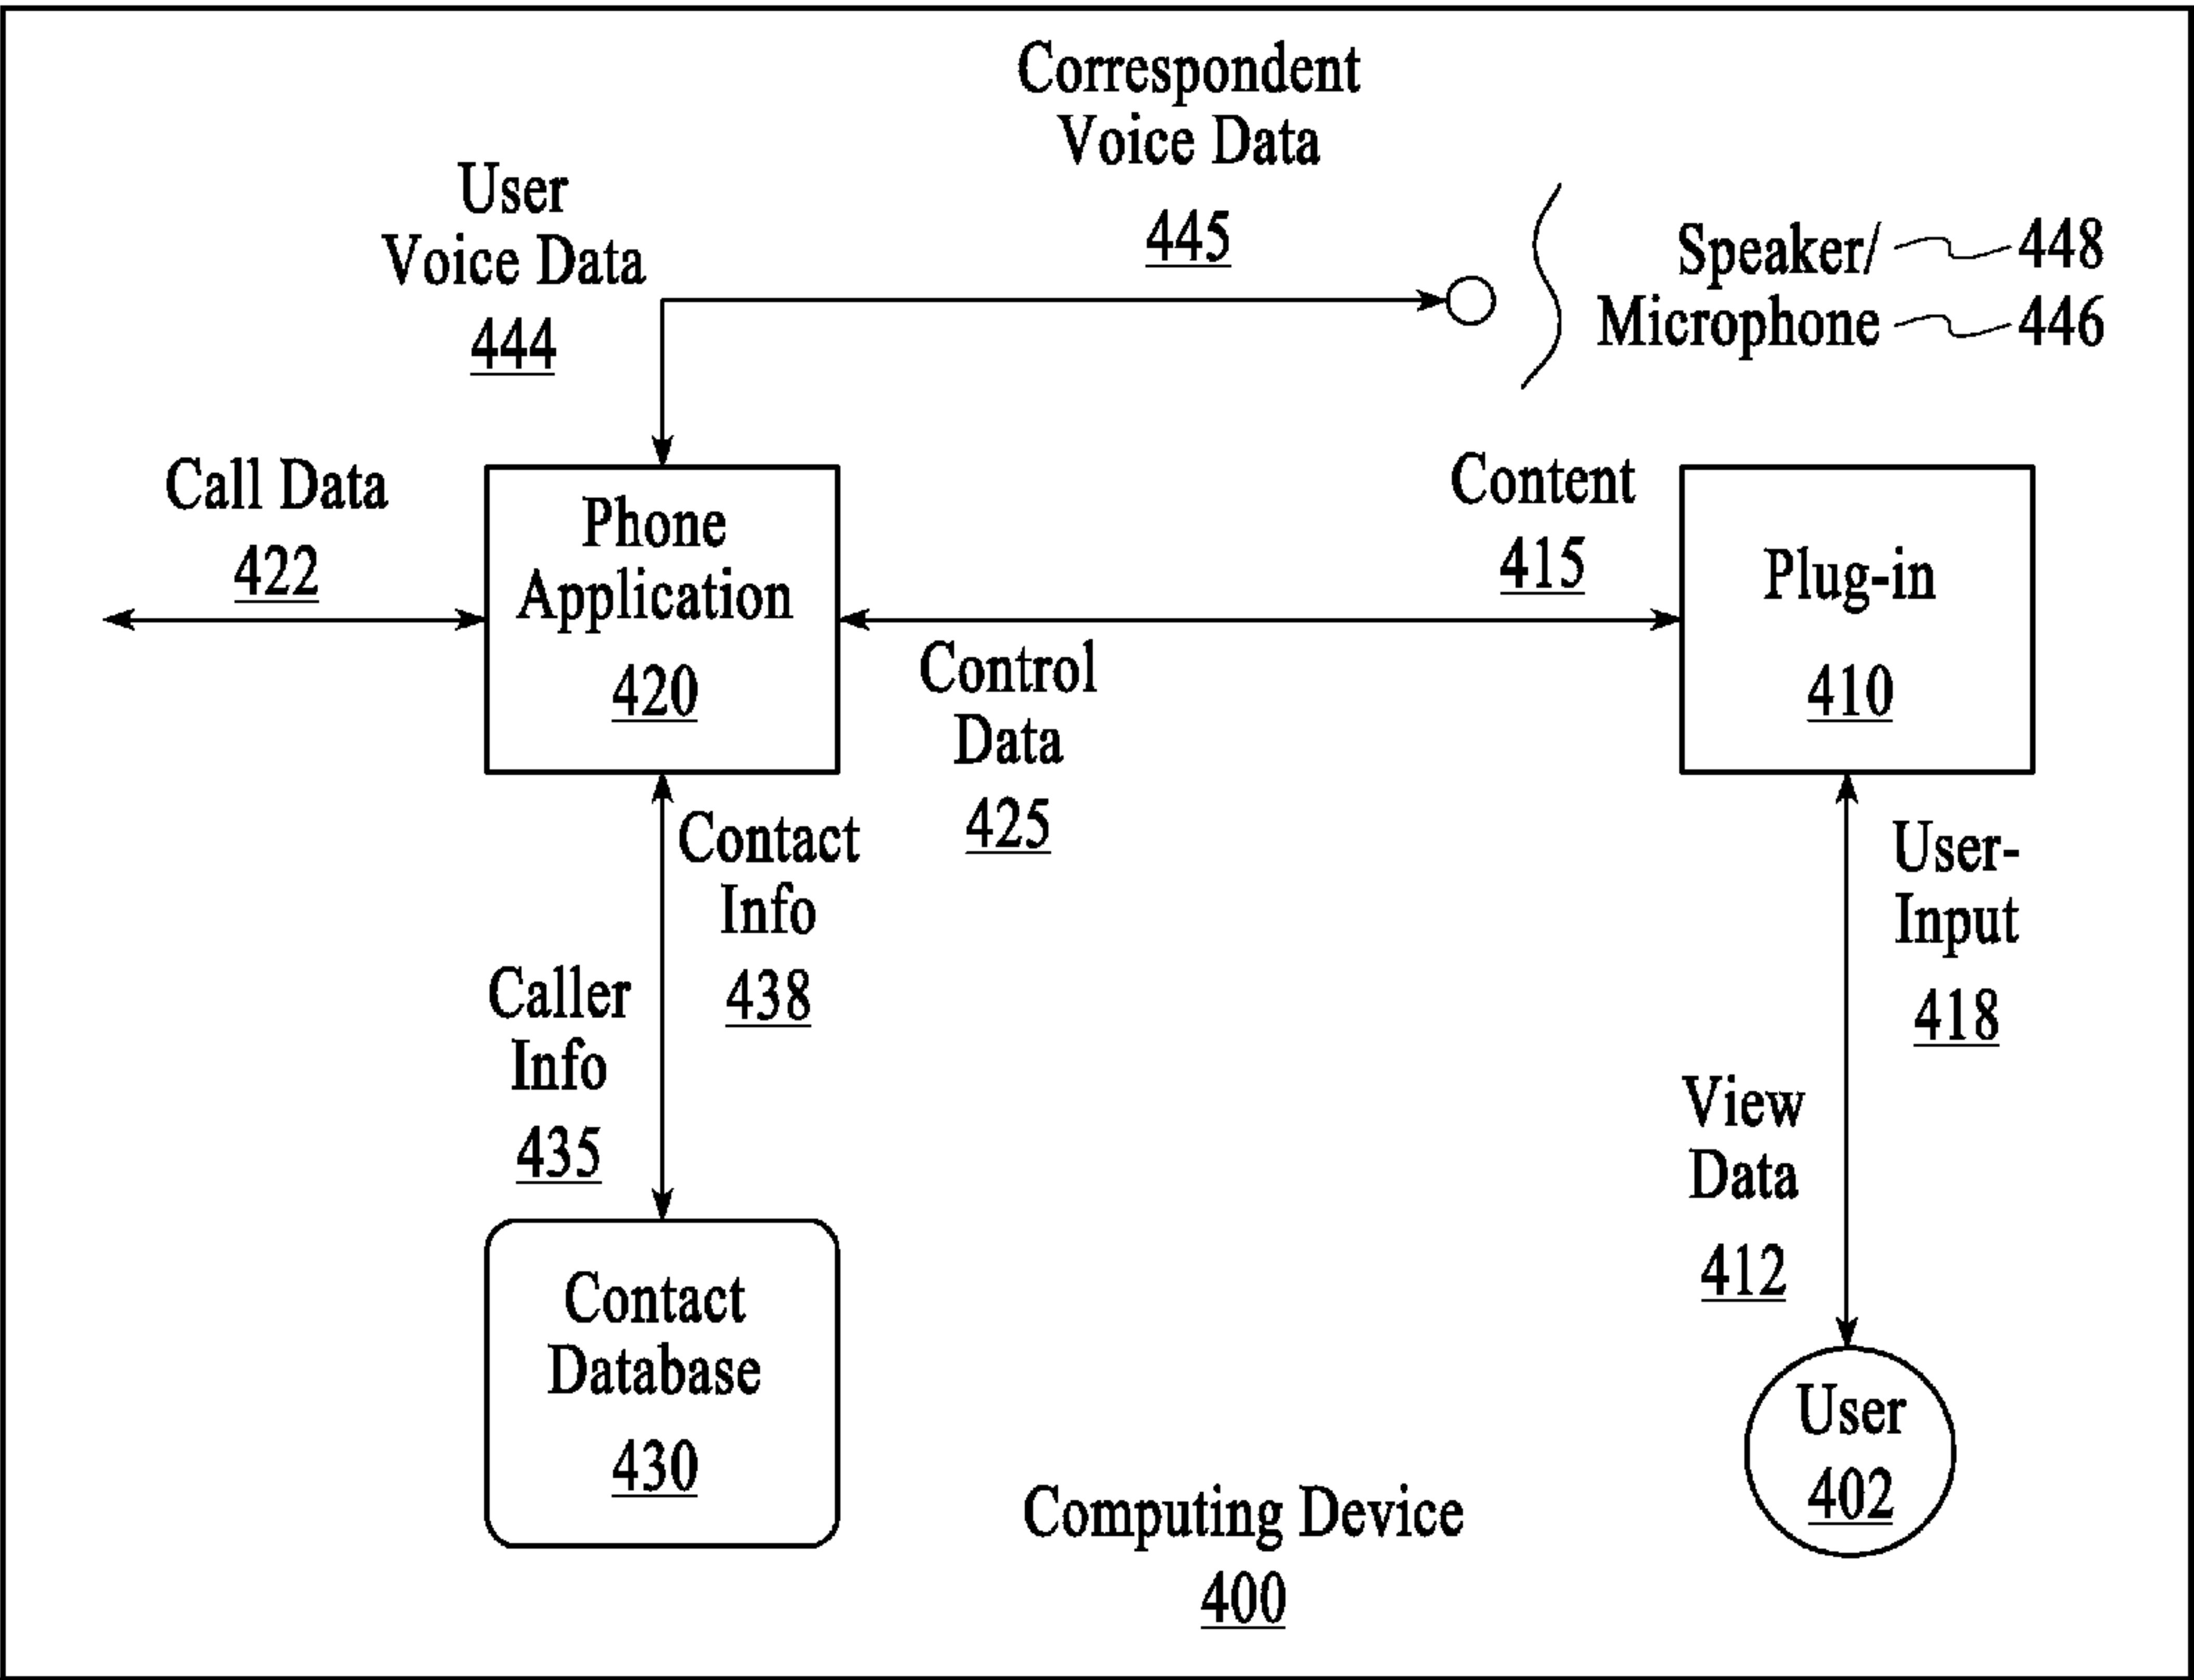 Correspondent
Voice Data
445
User
Voice Data
444
Speaker/ 448
Microphone 446
Call Data
422
Phone
Application
420
Content
415
Plug-in
410
Control
Data
425
Contact
Info
438
User-
Input
418
Caller
Info
435
View
Data
412
Contact
Database
430
User
402
Computing Device
400